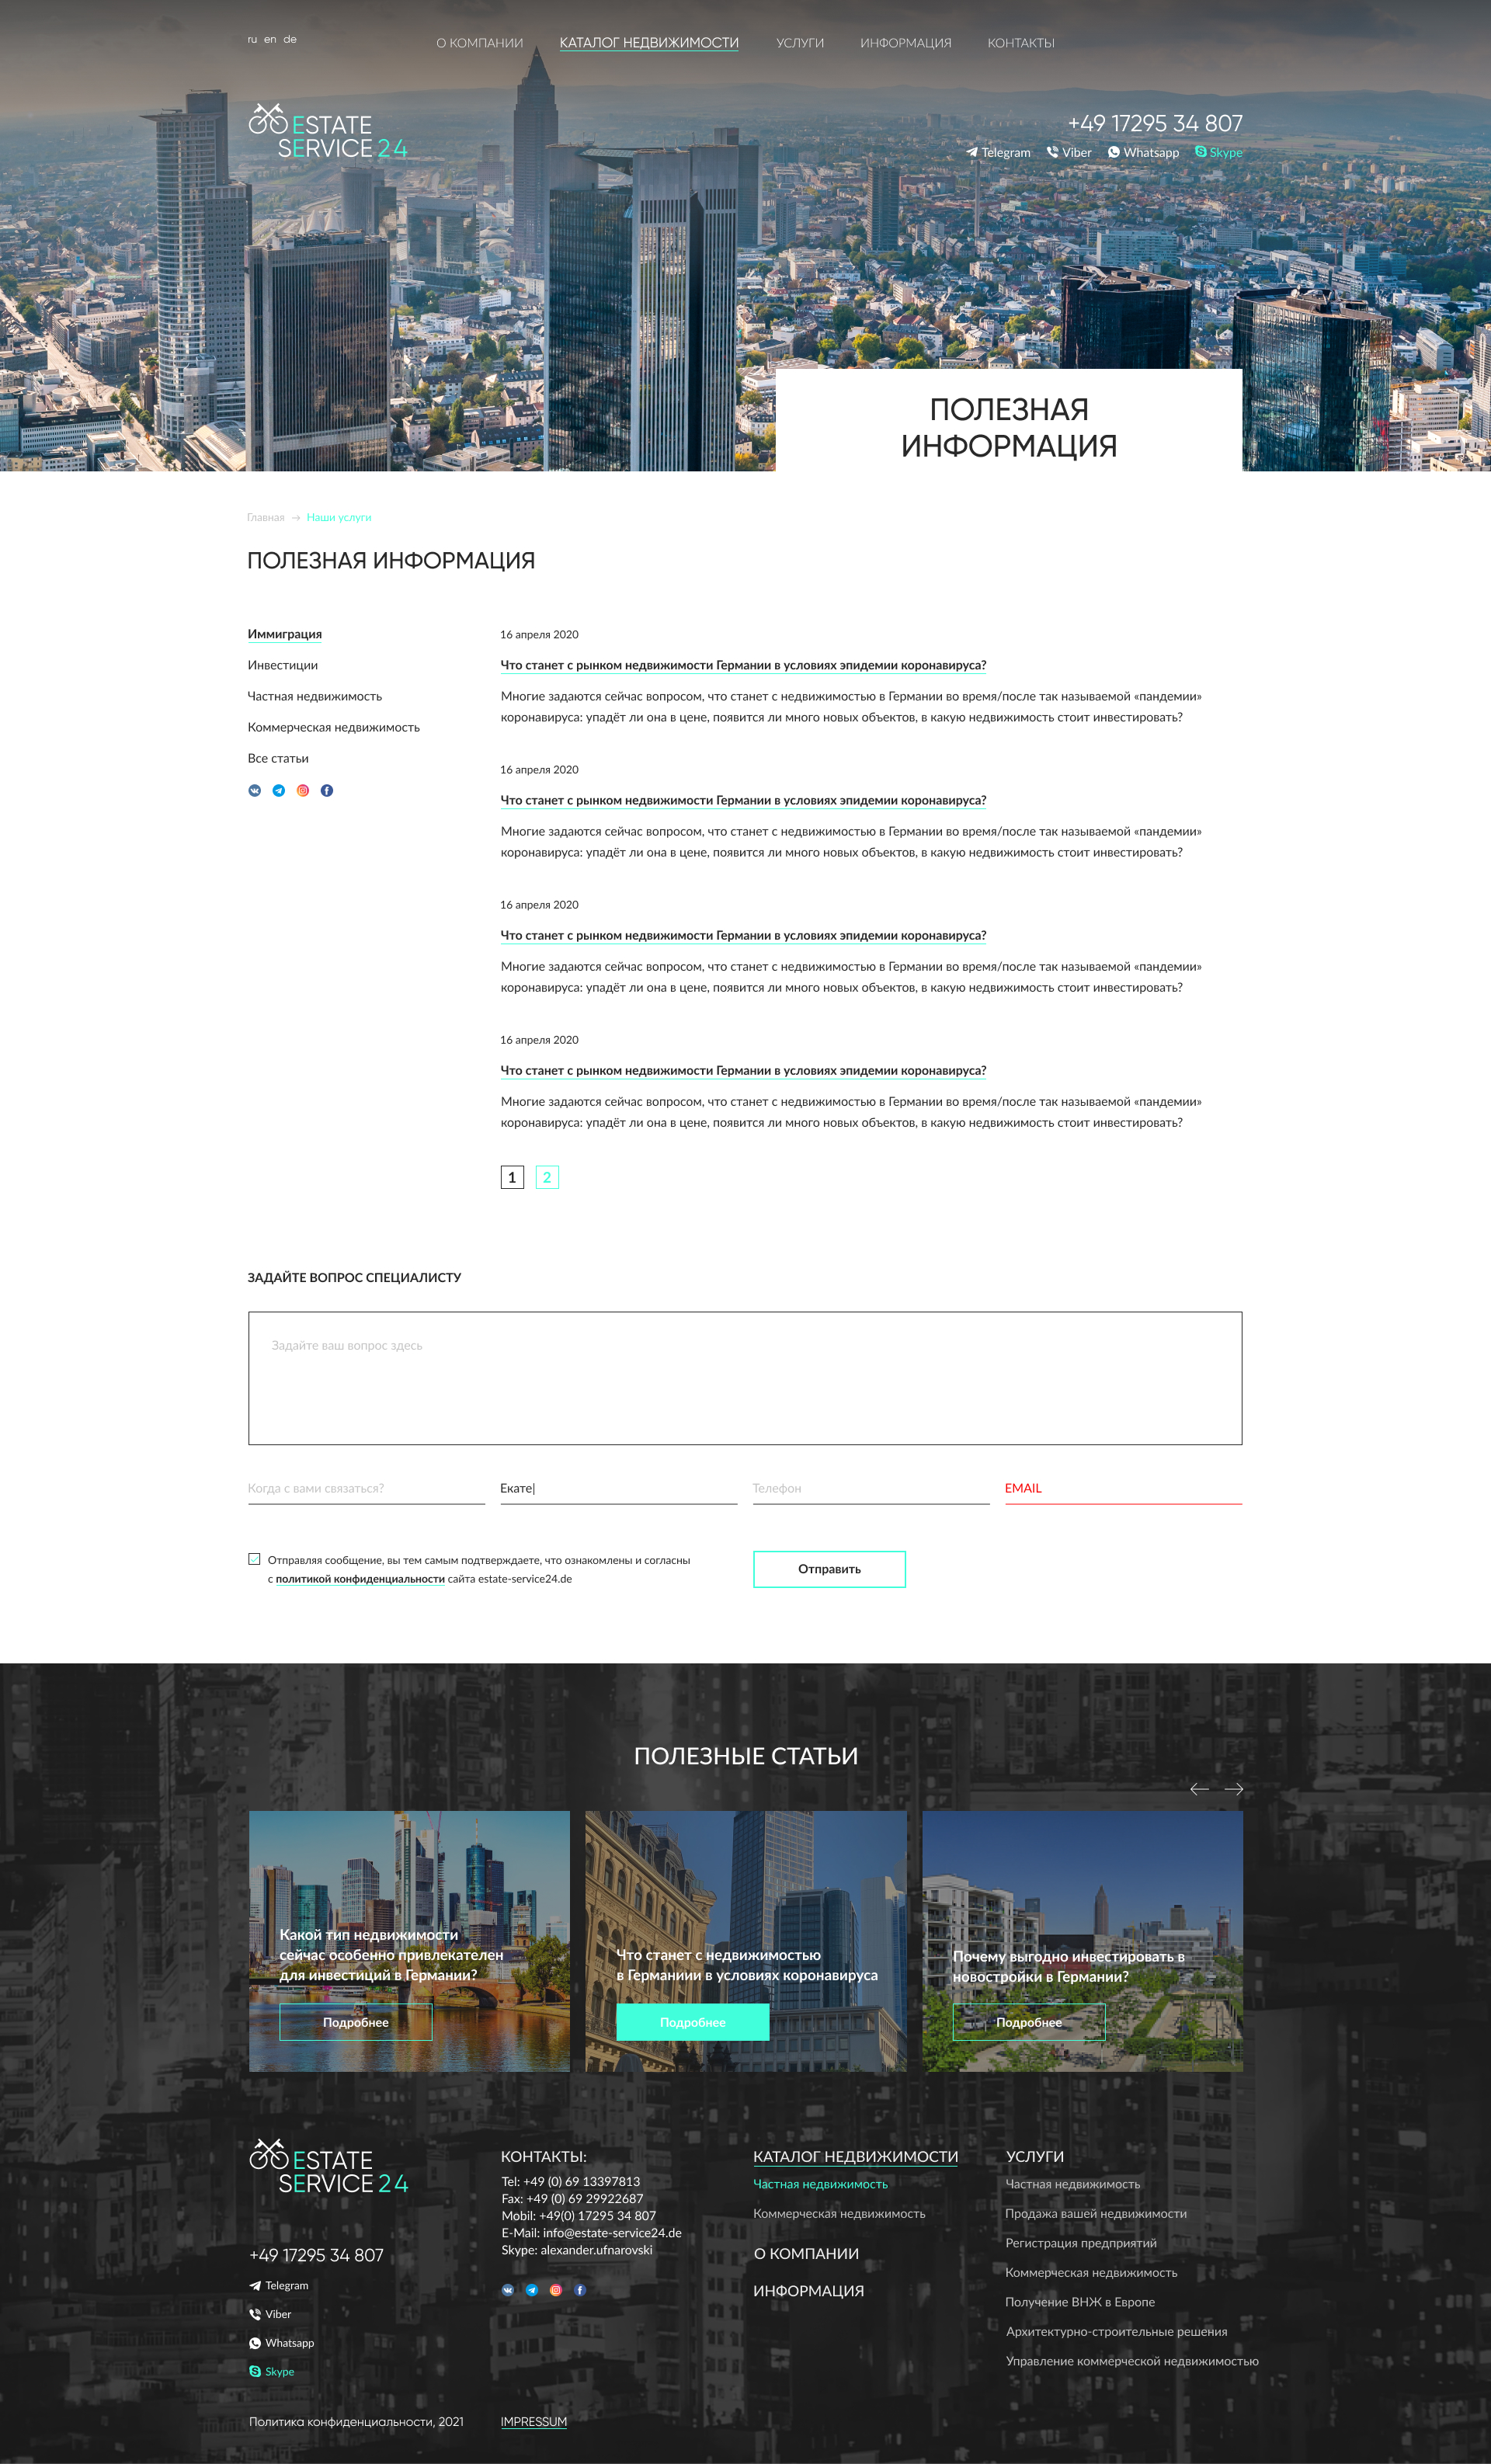 ru en de
О КОМПАНИИ КАТАЛОГ НЕДВИЖИМОСТИ УСЛУГИ ИНФОРМАЦИЯ КОНТАКТЫ
ESTATE
SERVICE 24
+49 17295 34 807
Telegram Viber Whatsapp Skype
ПОЛЕЗНАЯ
ИНФОРМАЦИЯ
Главная → Наши услуги
ПОЛЕЗНАЯ ИНФОРМАЦИЯ
Иммиграция
Инвестиции
Частная недвижимость
Коммерческая недвижимость
Все статьи
16 апреля 2020
Что станет с рынком недвижимости Германии в условиях эпидемии коронавируса?
Многие задаются сейчас вопросом, что станет с недвижимостью в Германии во время/после так называемой «пандемии»
коронавируса: упадёт ли она в цене, появится ли много новых объектов, в какую недвижимость стоит инвестировать?
16 апреля 2020
Что станет с рынком недвижимости Германии в условиях эпидемии коронавируса?
Многие задаются сейчас вопросом, что станет с недвижимостью в Германии во время/после так называемой «пандемии»
коронавируса: упадёт ли она в цене, появится ли много новых объектов, в какую недвижимость стоит инвестировать?
16 апреля 2020
Что станет с рынком недвижимости Германии в условиях эпидемии коронавируса?
Многие задаются сейчас вопросом, что станет с недвижимостью в Германии во время/после так называемой «пандемии»
коронавируса: упадёт ли она в цене, появится ли много новых объектов, в какую недвижимость стоит инвестировать?
16 апреля 2020
Что станет с рынком недвижимости Германии в условиях эпидемии коронавируса?
Многие задаются сейчас вопросом, что станет с недвижимостью в Германии во время/после так называемой «пандемии»
коронавируса: упадёт ли она в цене, появится ли много новых объектов, в какую недвижимость стоит инвестировать?
1 2
ЗАДАЙТЕ ВОПРОС СПЕЦИАЛИСТУ
Задайте ваш вопрос здесь
Когда с вами связаться? Екате| Телефон EMAIL
Отправляя сообщение, вы тем самым подтверждаете, что ознакомлены и согласны
с политикой конфиденциальности сайта estate-service24.de
Отправить
ПОЛЕЗНЫЕ СТАТЬИ
Какой тип недвижимости
сейчас особенно привлекателен
для инвестиций в Германии?
Подробнее
Что станет с недвижимостью
в Германиии в условиях коронавируса
Подробнее
Почему выгодно инвестировать в
новостройки в Германии?
Подробнее
ESTATE
SERVICE 24
+49 17295 34 807
Telegram
Viber
Whatsapp
Skype
КОНТАКТЫ:
Tel: +49 (0) 69 13397813
Fax: +49 (0) 69 29922687
Mobil: +49(0) 17295 34 807
E-Mail: info@estate-service24.de
Skype: alexander.ufnarovski
КАТАЛОГ НЕДВИЖИМОСТИ
Частная недвижимость
Коммерческая недвижимость
О КОМПАНИИ
ИНФОРМАЦИЯ
УСЛУГИ
Частная недвижимость
Продажа вашей недвижимости
Регистрация предприятий
Коммерческая недвижимость
Получение ВНЖ в Европе
Архитектурно-строительные решения
Управление коммерческой недвижимостью
Политика конфиденциальности, 2021
IMPRESSUM